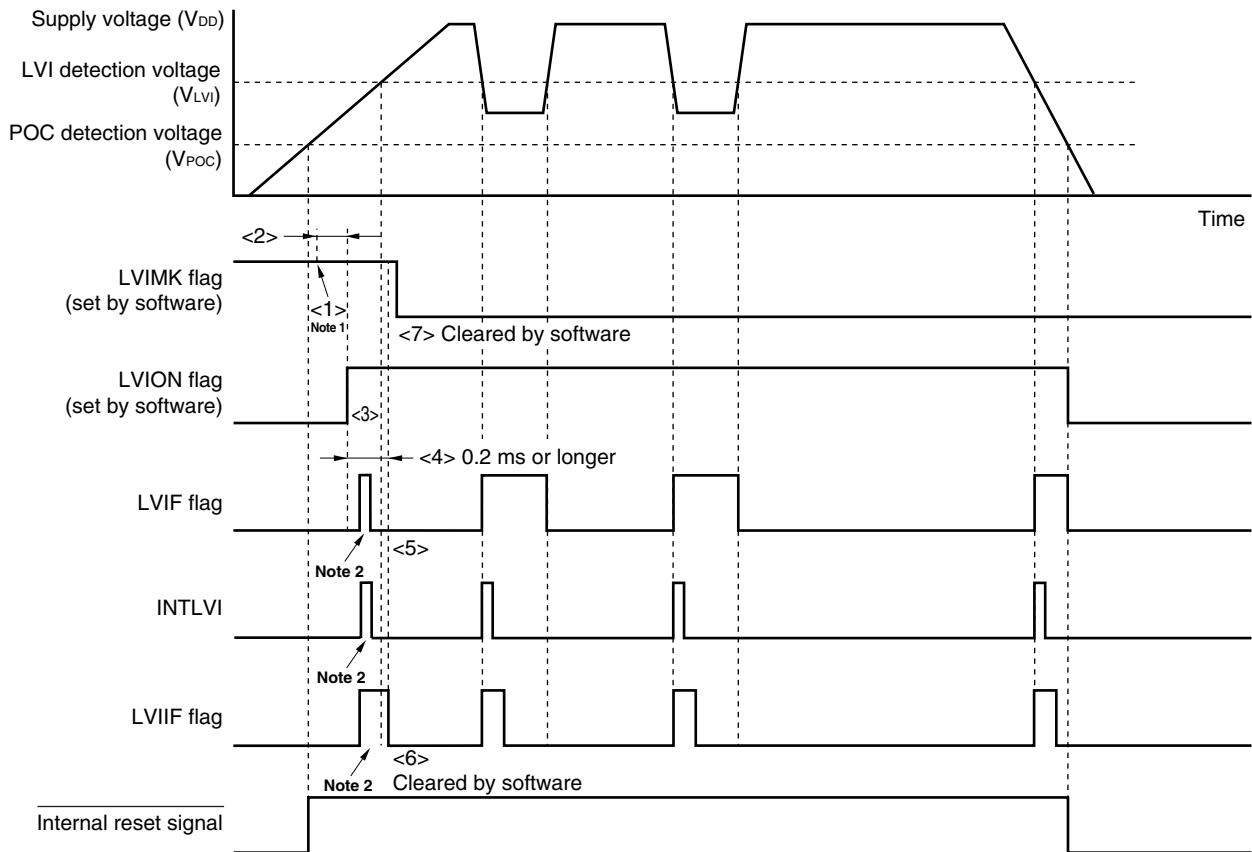 Supply voltage (VDD)
LVI detection voltage
(VLVI)
POC detection voltage
(VPOC)
Time
<2>
LVIMK flag
(set by software)
<1>
Note 1
<7> Cleared by software
LVION flag
(set by software)
<3>
<4> 0.2 ms or longer
LVIF flag
<5>
Note 2
INTLVI
Note 2
LVIIF flag
<6>
Note 2
Cleared by software
Internal reset signal